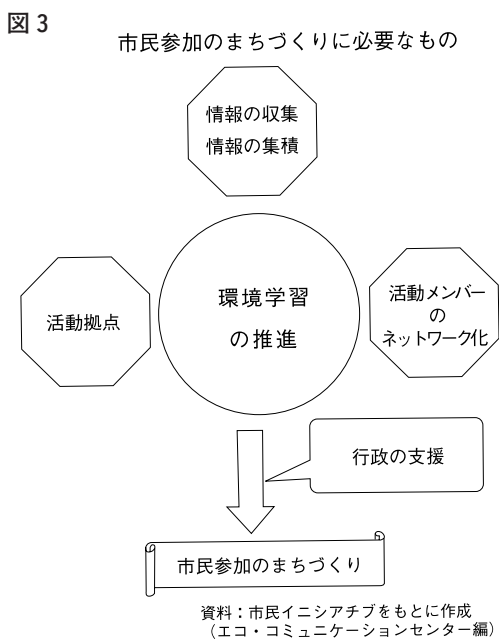 図3
市民参加のまちづくりに必要なもの
情報の収集
情報の集積
環境学習
の推進
活動拠点
活動メンバー
の
ネットワーク化
行政の支援
市民参加のまちづくり
資料：市民イニシアチブをもとに作成
（エコ・コミュニケーションセンター編）